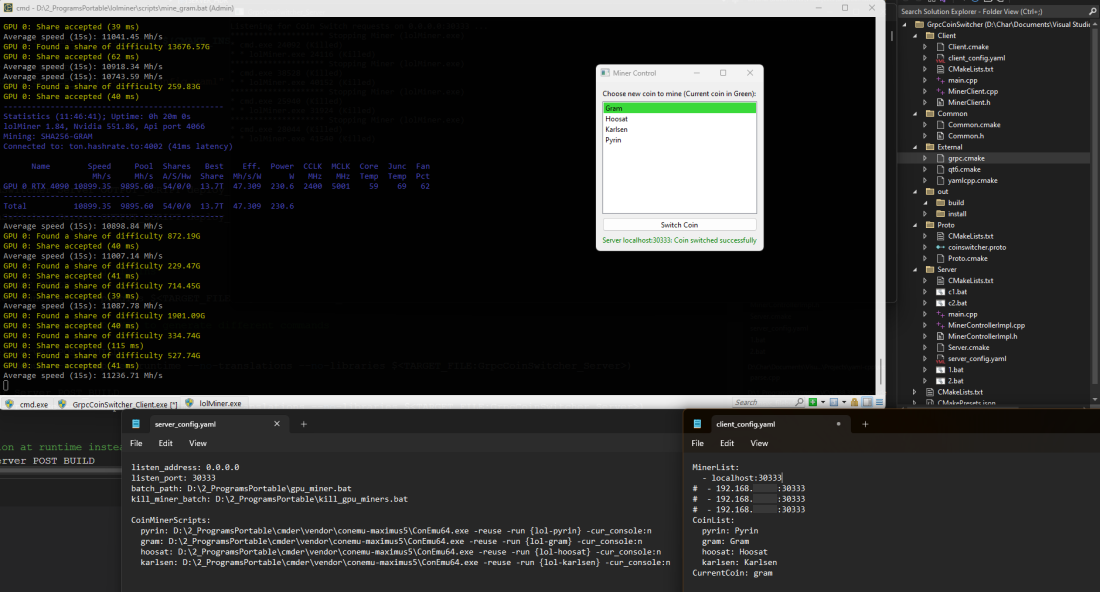 cmd - D:\2_ProgramsPortable\lolminer\scripts\mine_gram.bat (Admin)
GPU 0: Share accepted (39 ms)
Average speed (15s): 11041.45 Mh/s
GPU 0: Found a share of difficulty 13676.57G
GPU 0: Share accepted (62 ms)
Average speed (15s): 10918.34 Mh/s
Average speed (15s): 10743.59 Mh/s
GPU 0: Found a share of difficulty 259.83G
GPU 0: Share accepted (40 ms)
Statistics (11:46:41); Uptime: 0h 20m 0s
lolMiner 1.84, Nvidia 551.86, Api port 4066
Mining: SHA256-GRAM
Connected to: ton.hashrate.to:4002 (41ms latency)
Name Speed Pool Shares Best Eff. Power CCLK MCLK Core Junc Fan
Mh/s Mh/s A/S/Hw Share Mh/s/W W MHz MHz Temp Temp Pct
GPU 0 RTX 4090 10899.35 9895.60 54/0/0 13.7T 47.309 230.6 2400 5001 59 69 62
Total 10899.35 9895.60 54/0/0 13.7T 47.309 230.6
Average speed (15s): 10898.84 Mh/s
GPU 0: Found a share of difficulty 872.19G
GPU 0: Share accepted (40 ms)
Average speed (15s): 11007.14 Mh/s
GPU 0: Found a share of difficulty 229.47G
GPU 0: Share accepted (41 ms)
GPU 0: Found a share of difficulty 714.45G
GPU 0: Share accepted (39 ms)
Average speed (15s): 11087.78 Mh/s
GPU 0: Found a share of difficulty 1901.09G
GPU 0: Share accepted (40 ms)
GPU 0: Found a share of difficulty 334.74G
GPU 0: Share accepted (115 ms)
GPU 0: Found a share of difficulty 527.74G
GPU 0: Share accepted (41 ms)
Average speed (15s): 11236.71 Mh/s
cmd.exe GrpcCoinSwitcher_Client.exe [*] lolMiner.exe
Search
Miner Control
Choose new coin to mine (Current coin in Green):
Gram
Hoosat
Karlsen
Pyrin
Switch Coin
Server localhost:30333: Coin switched successfully
Search Solution Explorer - Folder View (Ctrl+;)
GrpcCoinSwitcher (D:\Char\Documents\Visual Studi
Client
Client.cmake
client_config.yaml
CMakeLists.txt
main.cpp
MinerClient.cpp
MinerClient.h
Common
Common.cmake
Common.h
External
grpc.cmake
qt6.cmake
yamlcpp.cmake
out
build
install
Proto
CMakeLists.txt
coinswitcher.proto
Proto.cmake
Server
CMakeLists.txt
c1.bat
c2.bat
main.cpp
MinerControllerImpl.cpp
MinerControllerImpl.h
Server.cmake
server_config.yaml
1.bat
2.bat
CMakeLists.txt
CMakePresets.json
on at runtime instea
erver POST BUILD
server_config.yaml
File Edit View
listen_address: 0.0.0.0
listen_port: 30333
batch_path: D:\2_ProgramsPortable\gpu_miner.bat
kill_miner_batch: D:\2_ProgramsPortable\kill_gpu_miners.bat
CoinMinerScripts:
pyrin: D:\2_ProgramsPortable\cmder\vendor\conemu-maximus5\ConEmu64.exe -reuse -run {lol-pyrin} -cur_console:n
gram: D:\2_ProgramsPortable\cmder\vendor\conemu-maximus5\ConEmu64.exe -reuse -run {lol-gram} -cur_console:n
hoosat: D:\2_ProgramsPortable\cmder\vendor\conemu-maximus5\ConEmu64.exe -reuse -run {lol-hoosat} -cur_console:n
karlsen: D:\2_ProgramsPortable\cmder\vendor\conemu-maximus5\ConEmu64.exe -reuse -run {lol-karlsen} -cur_console:n
client_config.yaml
File Edit View
MinerList:
- localhost:30333
# - 192.168. :30333
# - 192.168. :30333
# - 192.168. :30333
CoinList:
pyrin: Pyrin
gram: Gram
hoosat: Hoosat
karlsen: Karlsen
CurrentCoin: gram